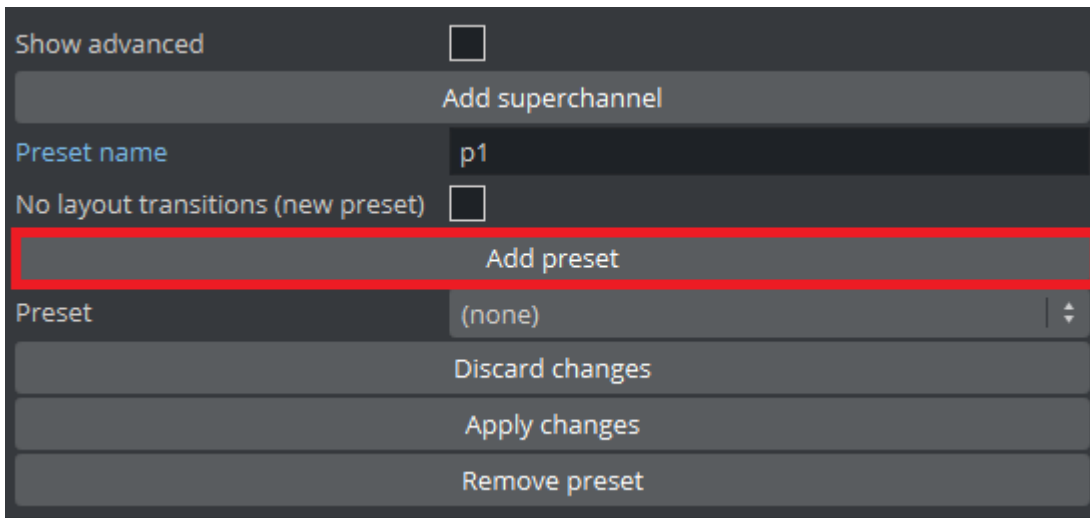 Show advanced
Add superchannel
Preset name p1
No layout transitions (new preset)
Add preset
Preset (none)
Discard changes
Apply changes
Remove preset